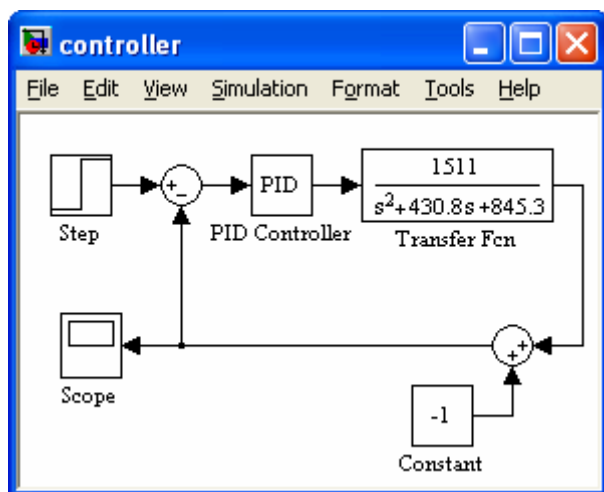 controller
File Edit View Simulation Format Tools Help
1511
PID
s²+430.8s+845.3
Step
PID Controller
Transfer Fcn
Scope
-1
Constant